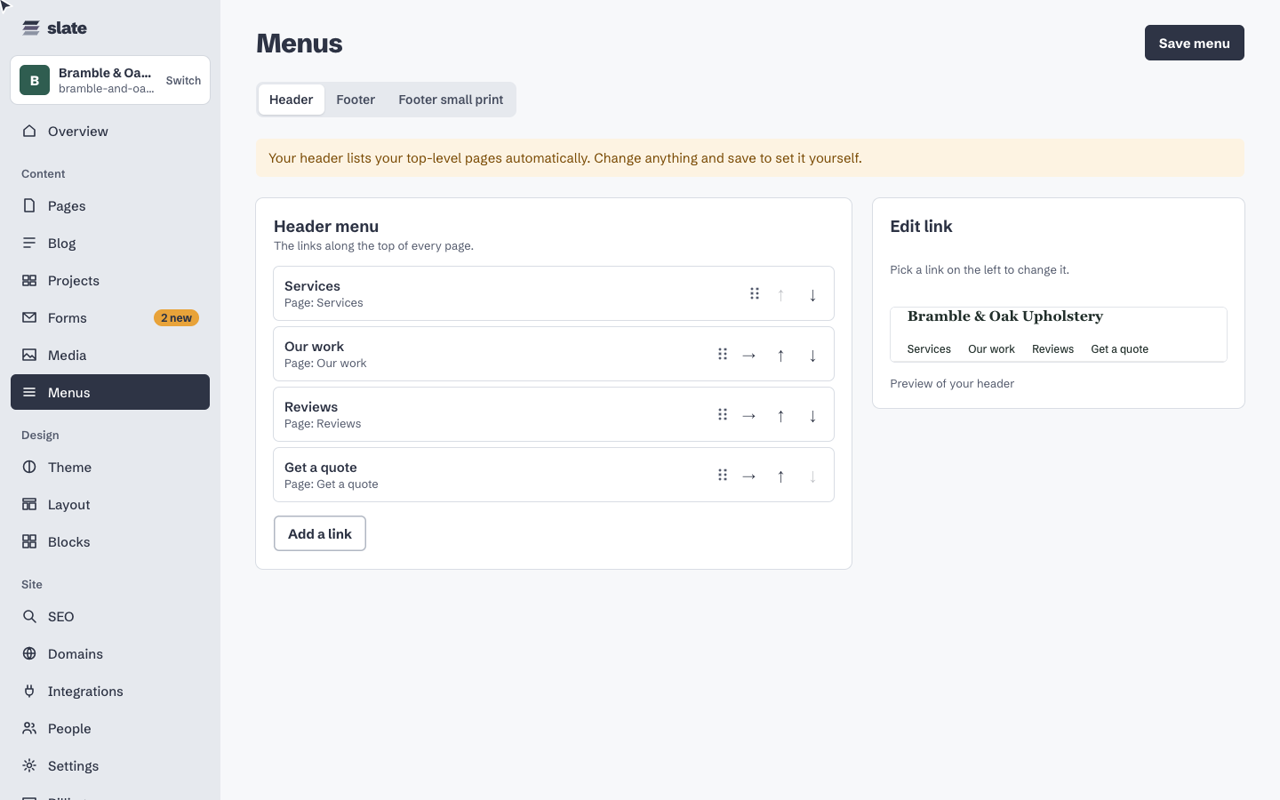 slate
B
Bramble & Oa...
bramble-and-oa...
Switch
Overview
Content
Pages
Blog
Projects
Forms
2 new
Media
Menus
Design
Theme
Layout
Blocks
Site
SEO
Domains
Integrations
People
Settings
Menus
Save menu
Header
Footer
Footer small print
Your header lists your top-level pages automatically. Change anything and save to set it yourself.
Header menu
The links along the top of every page.
Services
Page: Services
Our work
Page: Our work
Reviews
Page: Reviews
Get a quote
Page: Get a quote
Add a link
Edit link
Pick a link on the left to change it.
Bramble & Oak Upholstery
Services Our work Reviews Get a quote
Preview of your header